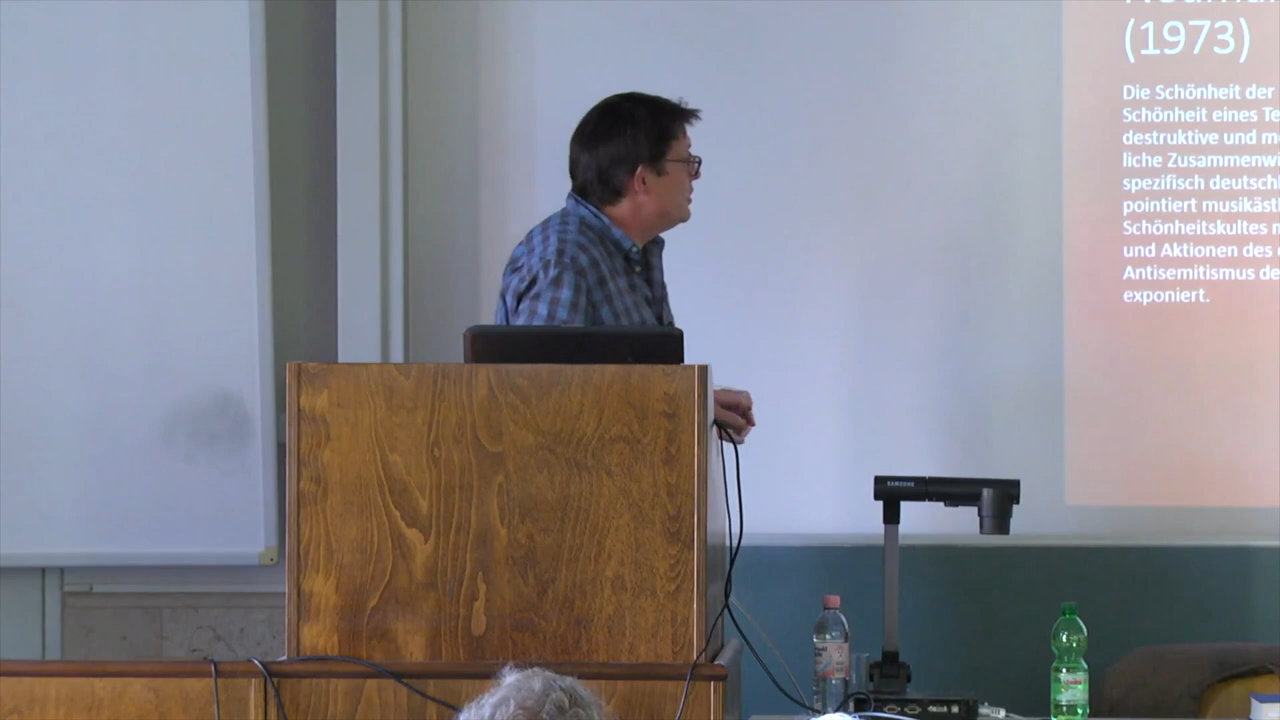 (1973)
Die Schönheit der
Schönheit eines Te
destruktive und m
liche Zusammenwi
spezifisch deutsch
pointiert musikäst
Schönheitskultes
und Aktionen des
Antisemitismus de
exponiert.
SAMSUNG